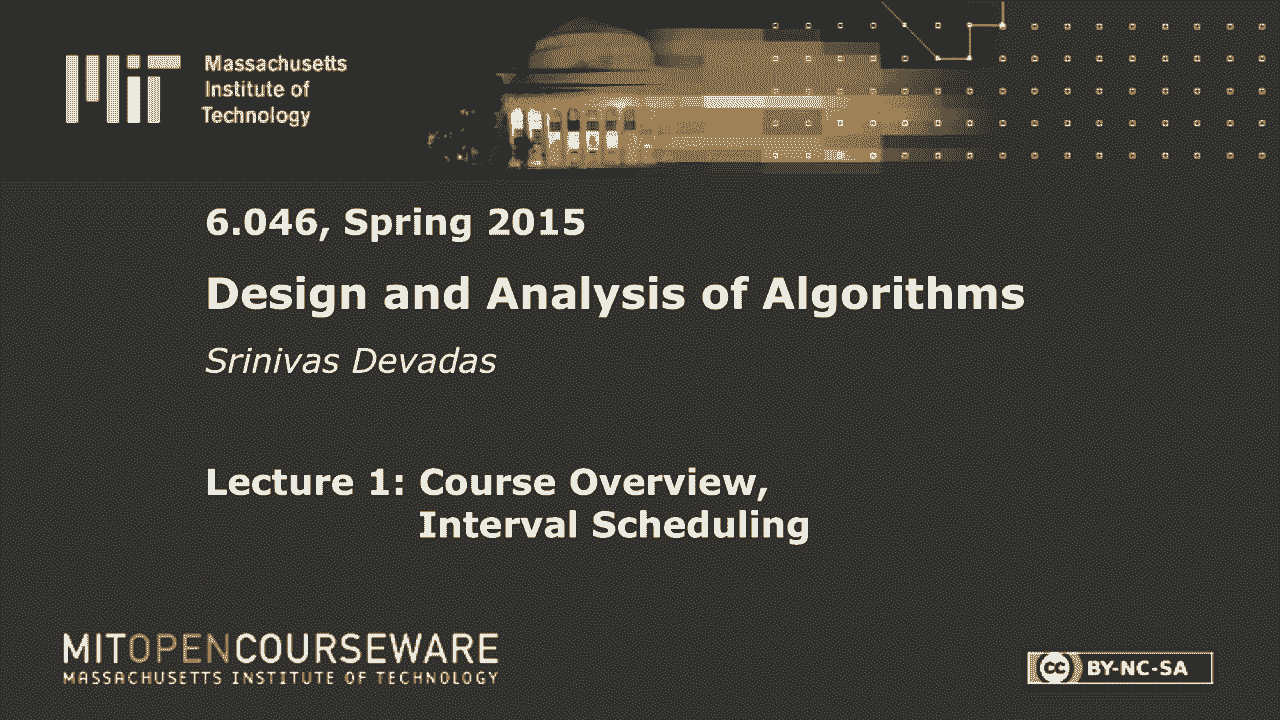 MIT
Massachusetts
Institute of
Technology
6.046, Spring 2015
Design and Analysis of Algorithms
Srinivas Devadas
Lecture 1: Course Overview,
Interval Scheduling
MITOPENCOURSEWARE
MASSACHUSETTS INSTITUTE OF TECHNOLOGY
cc BY-NC-SA